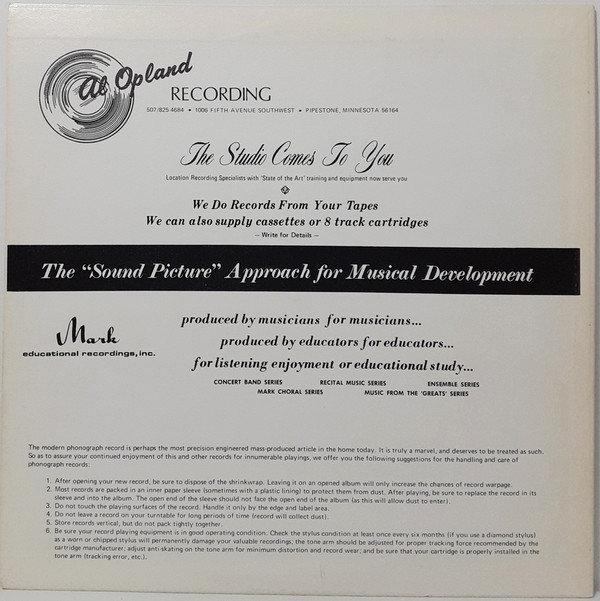 Al Opland
RECORDING
507/825-4684 • 1006 FIFTH AVENUE SOUTHWEST • PIPESTONE, MINNESOTA 56164
The Studio Comes To You
Location Recording Specialists with 'State of the Art' training and equipment now serve you
We Do Records From Your Tapes
We can also supply cassettes or 8 track cartridges
– Write for Details –
The "Sound Picture" Approach for Musical Development
Mark
educational recordings, inc.
produced by musicians for musicians...
produced by educators for educators...
for listening enjoyment or educational study...
CONCERT BAND SERIES RECITAL MUSIC SERIES ENSEMBLE SERIES
MARK CHORAL SERIES MUSIC FROM THE 'GREATS' SERIES
The modern phonograph record is perhaps the most precision engineered mass-produced article in the home today. It is truly a marvel, and deserves to be treated as such.
So as to assure your continued enjoyment of this and other records for innumerable playings, we offer you the following suggestions for the handling and care of
phonograph records:
1. After opening your new record, be sure to dispose of the shrinkwrap. Leaving it on an opened album will only increase the chances of record warpage.
2. Most records are packed in an inner paper sleeve (sometimes with a plastic lining) to protect them from dust. After playing, be sure to replace the record in its
sleeve and into the album. The open end of the sleeve should not face the open end of the album (as this will allow dust to enter).
3. Do not touch the playing surfaces of the record. Handle it only by the edge and label area.
4. Do not leave a record on your turntable for long periods of time (record will collect dust).
5. Store records vertical, but do not pack tightly together.
6. Be sure your record playing equipment is in good operating condition. Check the stylus condition at least once every six months (if you use a diamond stylus)
as a worn or chipped stylus will permanently damage your valuable recordings; the tone arm should be adjusted for proper tracking force recommended by the
cartridge manufacturer; adjust anti-skating on the tone arm for minimum distortion and record wear; and be sure that your cartridge is properly installed in the
tone arm (tracking error, etc.).